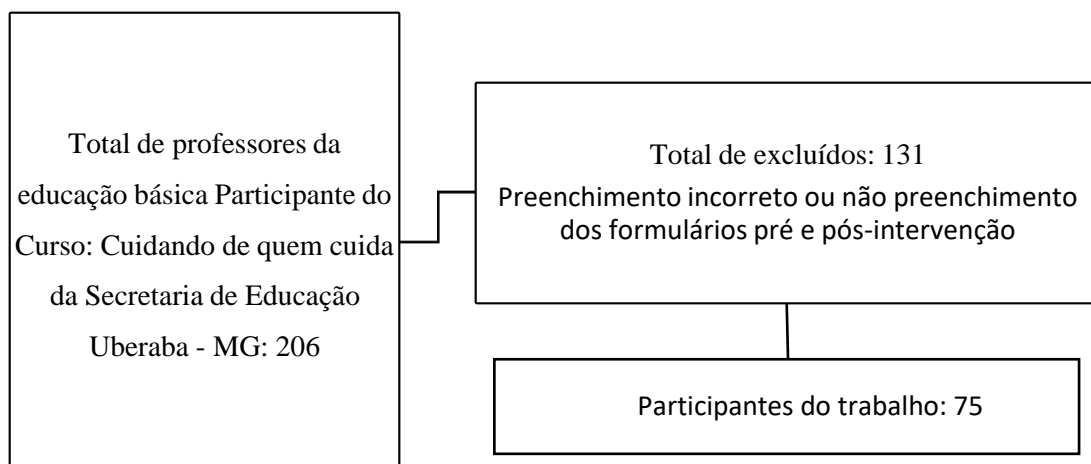 Total de professores da
educação básica Participante do
Curso: Cuidando de quem cuida
da Secretaria de Educação
Uberaba - MG: 206
Total de excluídos: 131
Preenchimento incorreto ou não preenchimento
dos formulários pré e pós-intervenção
Participantes do trabalho: 75